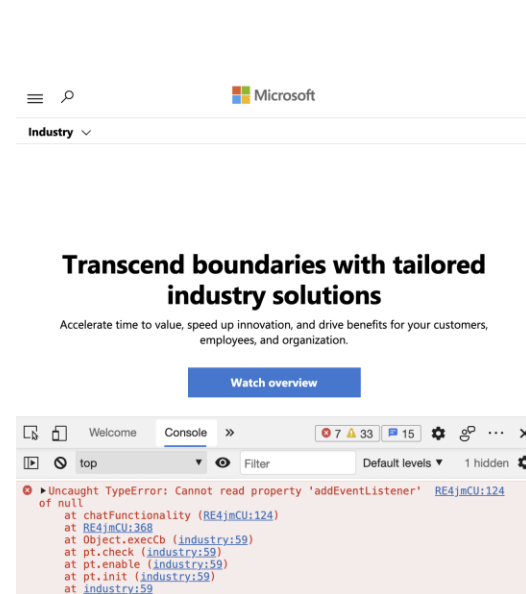 Microsoft
Industry
Transcend boundaries with tailored
industry solutions
Accelerate time to value, speed up innovation, and drive benefits for your customers,
employees, and organization.
Watch overview
Welcome Console » 7 33 15
top Filter Default levels ▼ 1 hidden
Uncaught TypeError: Cannot read property 'addEventListener' RE4jmCU:124
of null
at chatFunctionality (RE4jmCU:124)
at RE4jmCU:368
at Object.execCb (industry:59)
at pt.check (industry:59)
at pt.enable (industry:59)
at pt.init (industry:59)
at industry:59